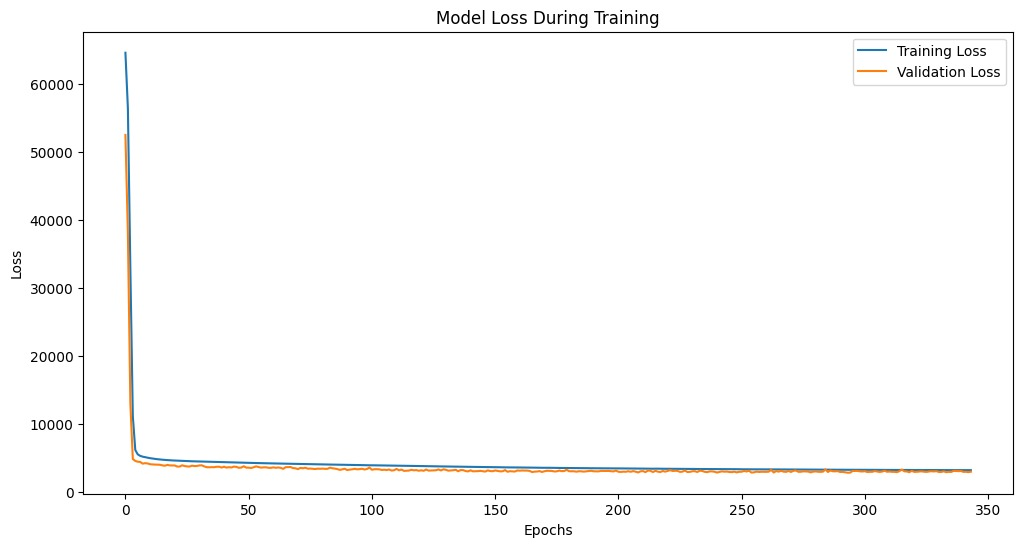 Model Loss During Training
Training Loss
Validation Loss
60000
50000
40000
30000
20000
10000
0
Loss
0 50 100 150 200 250 300 350
Epochs